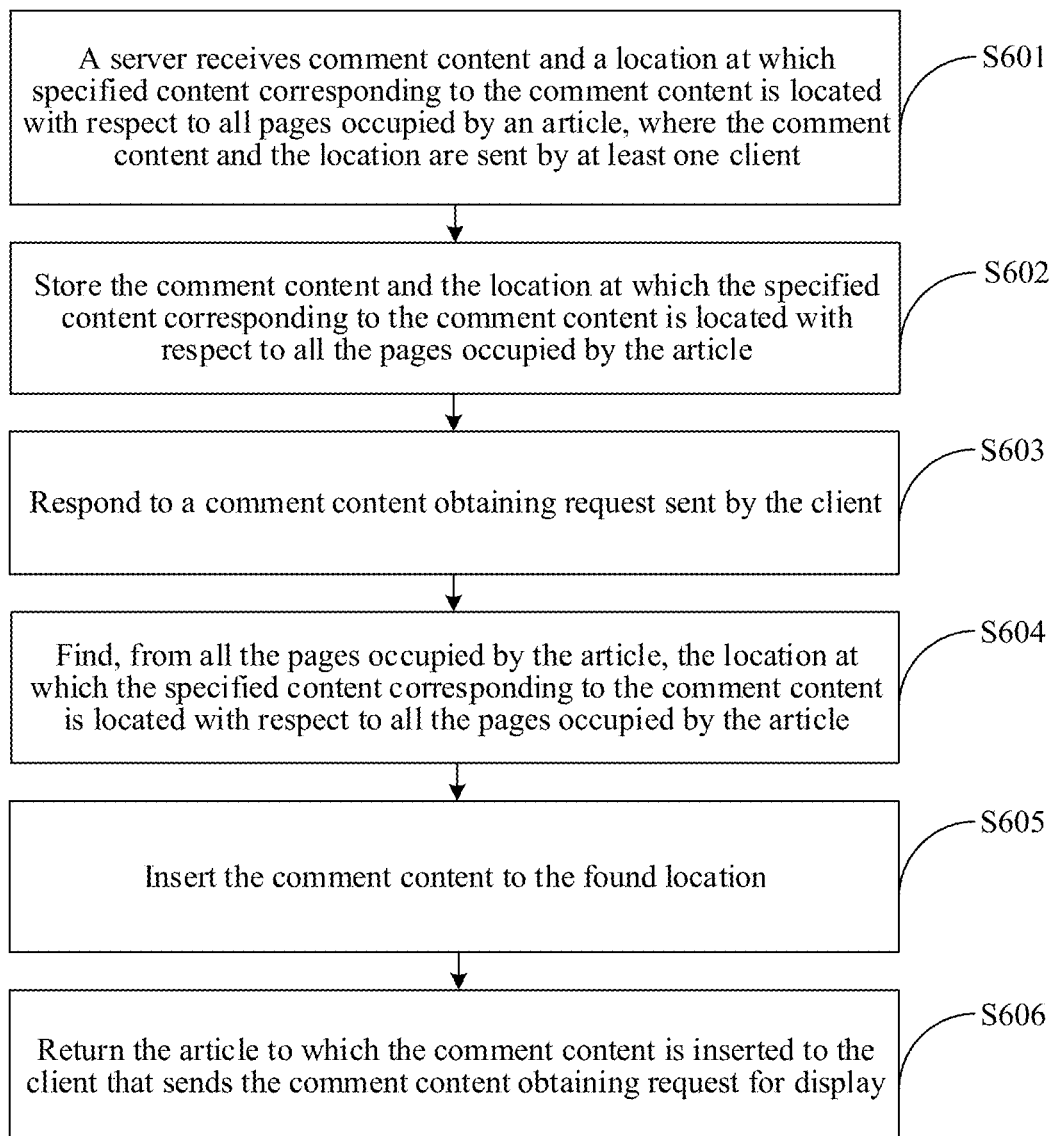 A server receives comment content and a location at which
specified content corresponding to the comment content is located
with respect to all pages occupied by an article, where the comment
content and the location are sent by at least one client
S601
Store the comment content and the location at which the specified
content corresponding to the comment content is located with
respect to all the pages occupied by the article
S602
Respond to a comment content obtaining request sent by the client
S603
Find, from all the pages occupied by the article, the location at
which the specified content corresponding to the comment content
is located with respect to all the pages occupied by the article
S604
Insert the comment content to the found location
S605
Return the article to which the comment content is inserted to the
client that sends the comment content obtaining request for display
S606